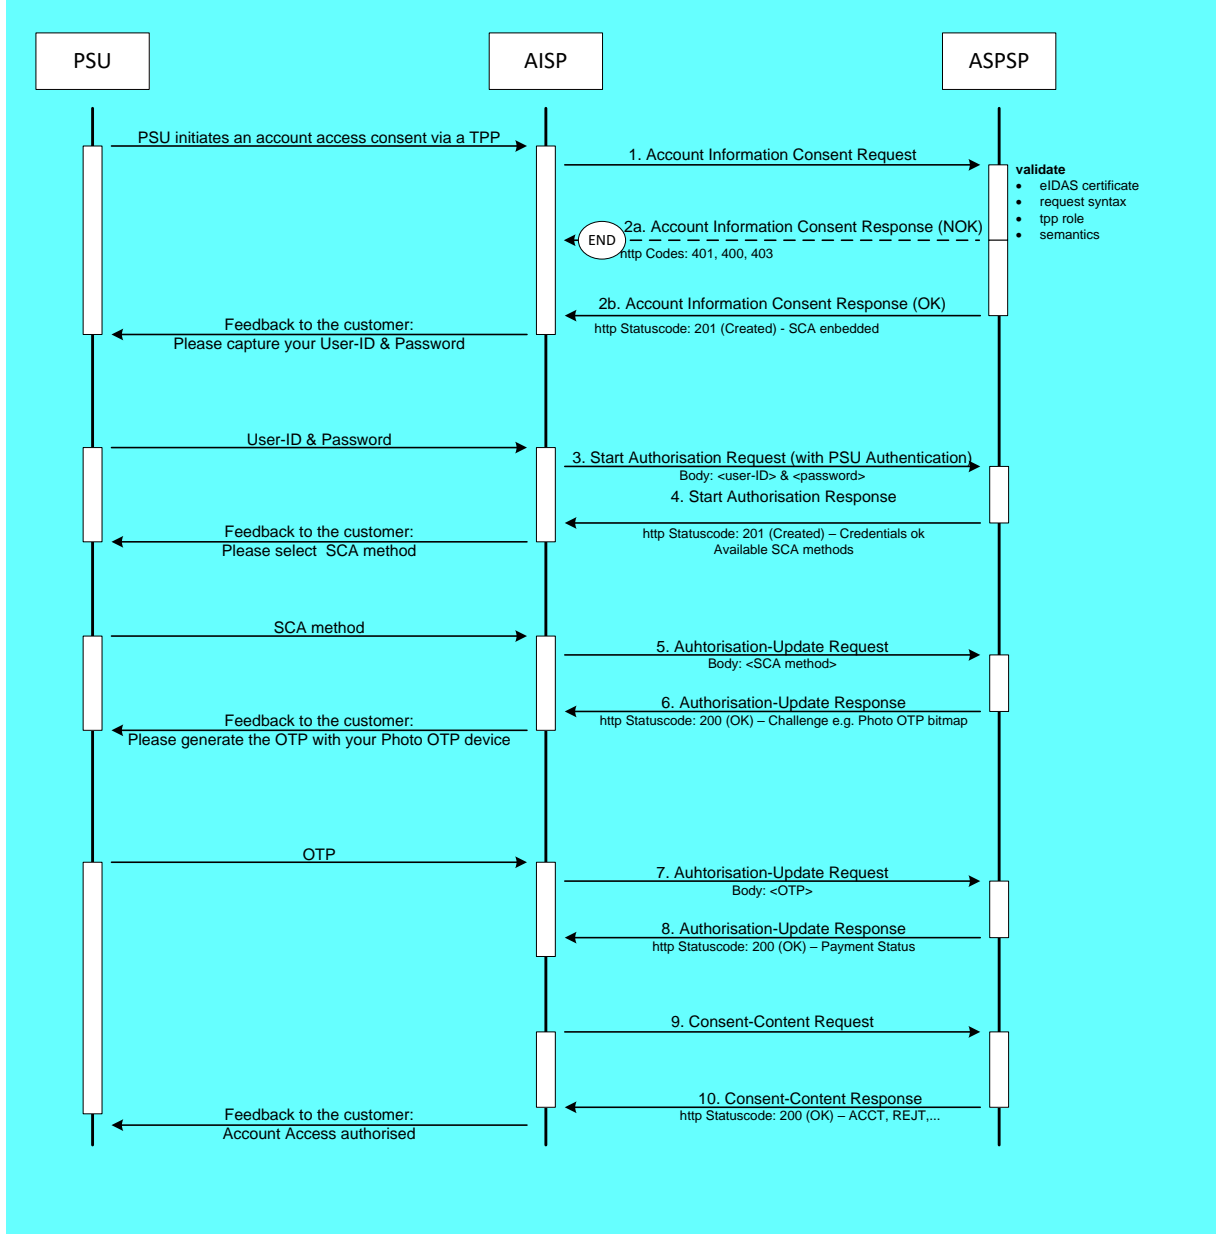 PSU
AISP
ASPSP
PSU initiates an account access consent via a TPP
1. Account Information Consent Request
validate
• eIDAS certificate
• request syntax
• tpp role
• semantics
2a. Account Information Consent Response (NOK)
END
http Codes: 401, 400, 403
2b. Account Information Consent Response (OK)
http Statuscode: 201 (Created) - SCA enbedded
Feedback to the customer:
Please capture your User-ID & Password
User-ID & Password
3. Start Authorisation Request (with PSU Authentication)
Body: <user-ID> & <password>
4. Start Authorisation Response
http Statuscode: 201 (Created) – Credentials ok
Available SCA methods
Feedback to the customer:
Please select  SCA method
SCA method
5. Auhtorisation-Update Request
Body: <SCA method>
6. Authorisation-Update Response
http Statuscode: 200 (OK) – Challenge e.g. Photo OTP bitmap
Feedback to the customer:
Please generate the OTP with your Photo OTP device
OTP
7. Auhtorisation-Update Request
Body: <OTP>
8. Authorisation-Update Response
http Statuscode: 200 (OK) – Payment Status
9. Consent-Content Request
10. Consent-Content Response
http Statuscode: 200 (OK) – ACCT, REJT,...
Feedback to the customer:
Account Access authorised